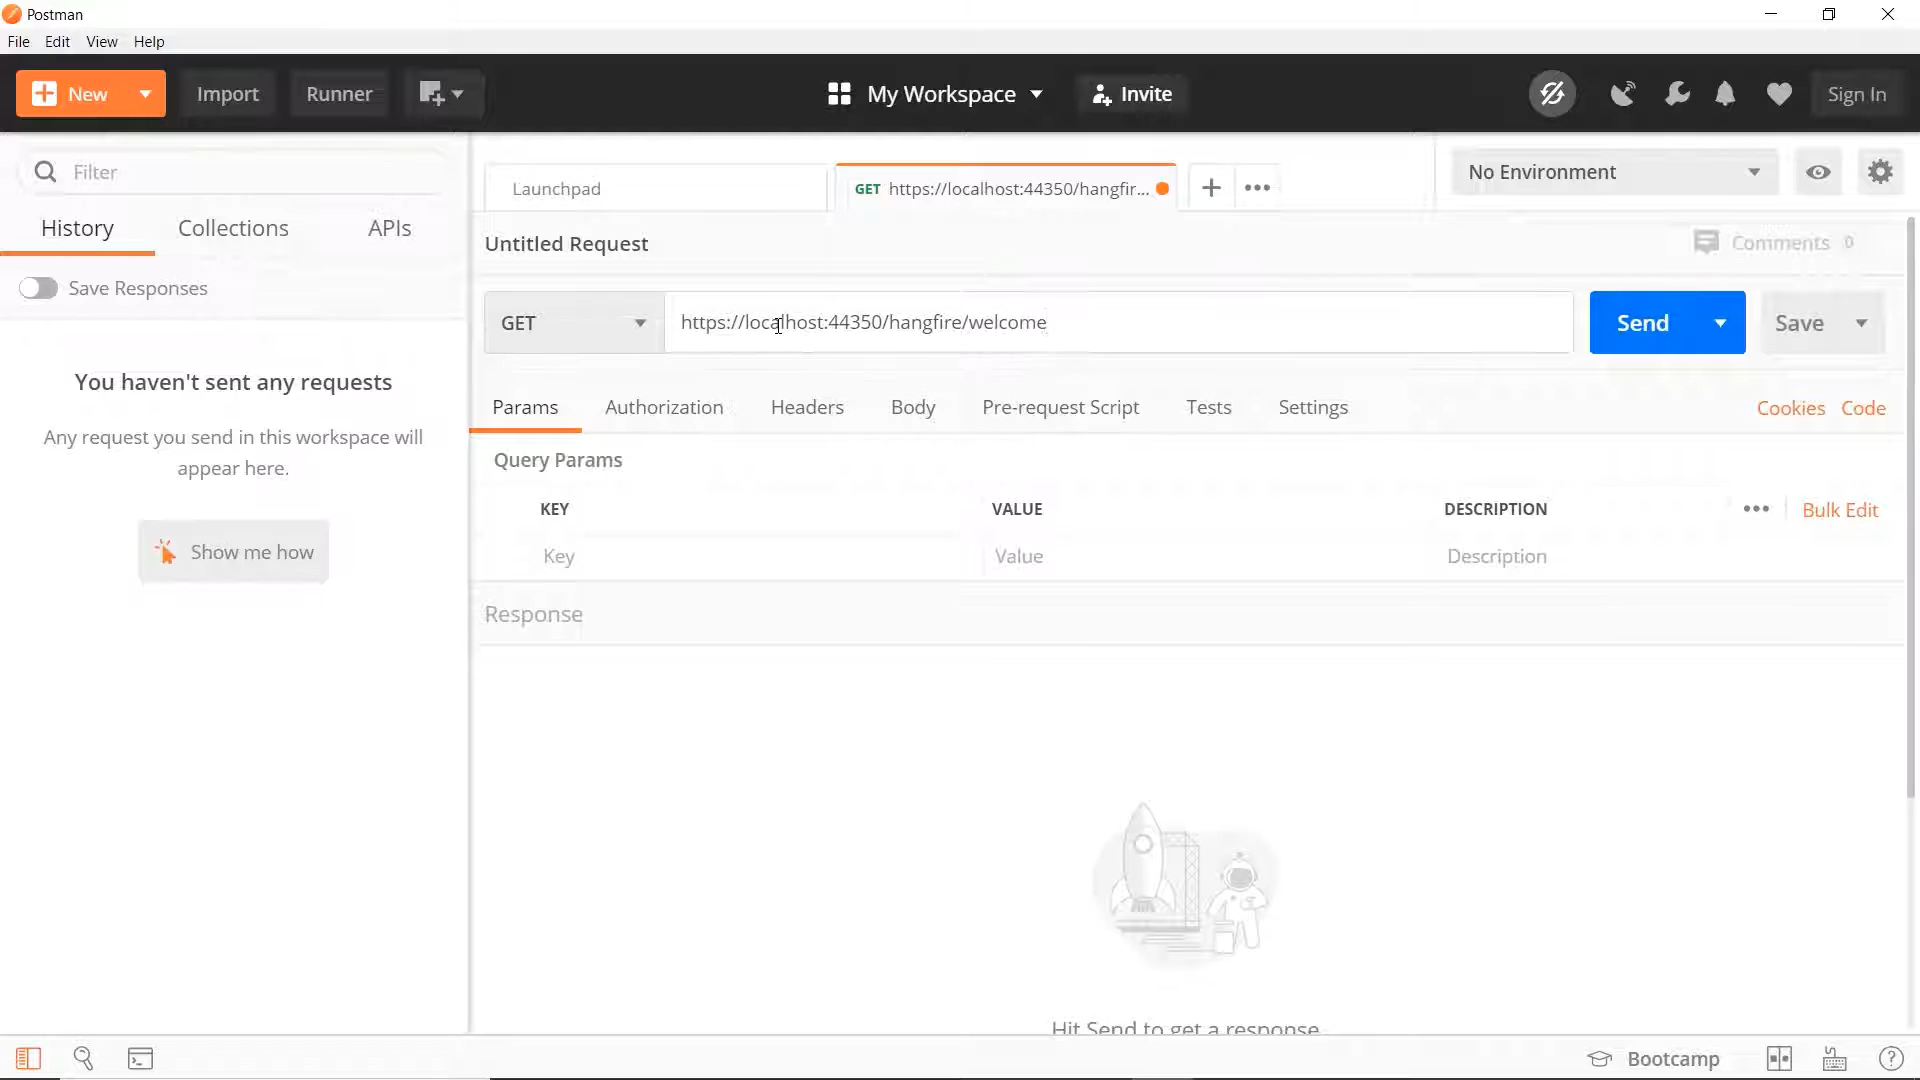 Postman
File Edit View Help
New Import Runner My Workspace Invite Sign In
Filter
History Collections APIs
Save Responses
You haven't sent any requests
Any request you send in this workspace will
appear here.
Show me how
Launchpad GET https://localhost:44350/hangfir...
No Environment
Untitled Request Comments 0
GET https://localhost:44350/hangfire/welcome Send Save
Params Authorization Headers Body Pre-request Script Tests Settings Cookies Code
Query Params
KEY VALUE DESCRIPTION Bulk Edit
Key Value Description
Response
Hit Send to get a response
Bootcamp